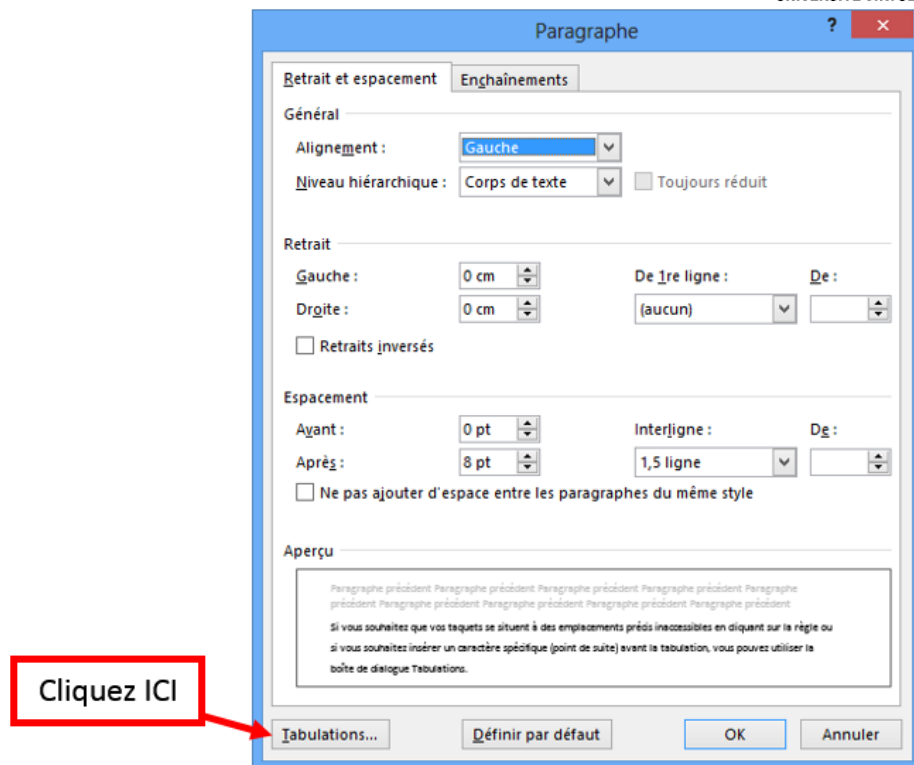 Paragraphe ?
Retrait et espacement Enchaînements
Général
Alignement : Gauche
Niveau hiérarchique : Corps de texte Toujours réduit
Retrait
Gauche : 0 cm De 1re ligne : De :
Droite : 0 cm (aucun)
Retraits inversés
Espacement
Avant : 0 pt Interligne : De :
Après : 8 pt 1,5 ligne
Ne pas ajouter d'espace entre les paragraphes du même style
Aperçu
Paragraphe précédent Paragraphe précédent Paragraphe précédent Paragraphe précédent Paragraphe
précédent Paragraphe précédent Paragraphe précédent Paragraphe précédent Paragraphe précédent
Si vous souhaitez que vos taquets se situent à des emplacements précis inaccessibles en cliquant sur la règle ou
si vous souhaitez insérer un caractère spécifique (point de suite) avant la tabulation, vous pouvez utiliser la
boîte de dialogue Tabulations.
Cliquez ICI
Tabulations... Définir par défaut OK Annuler